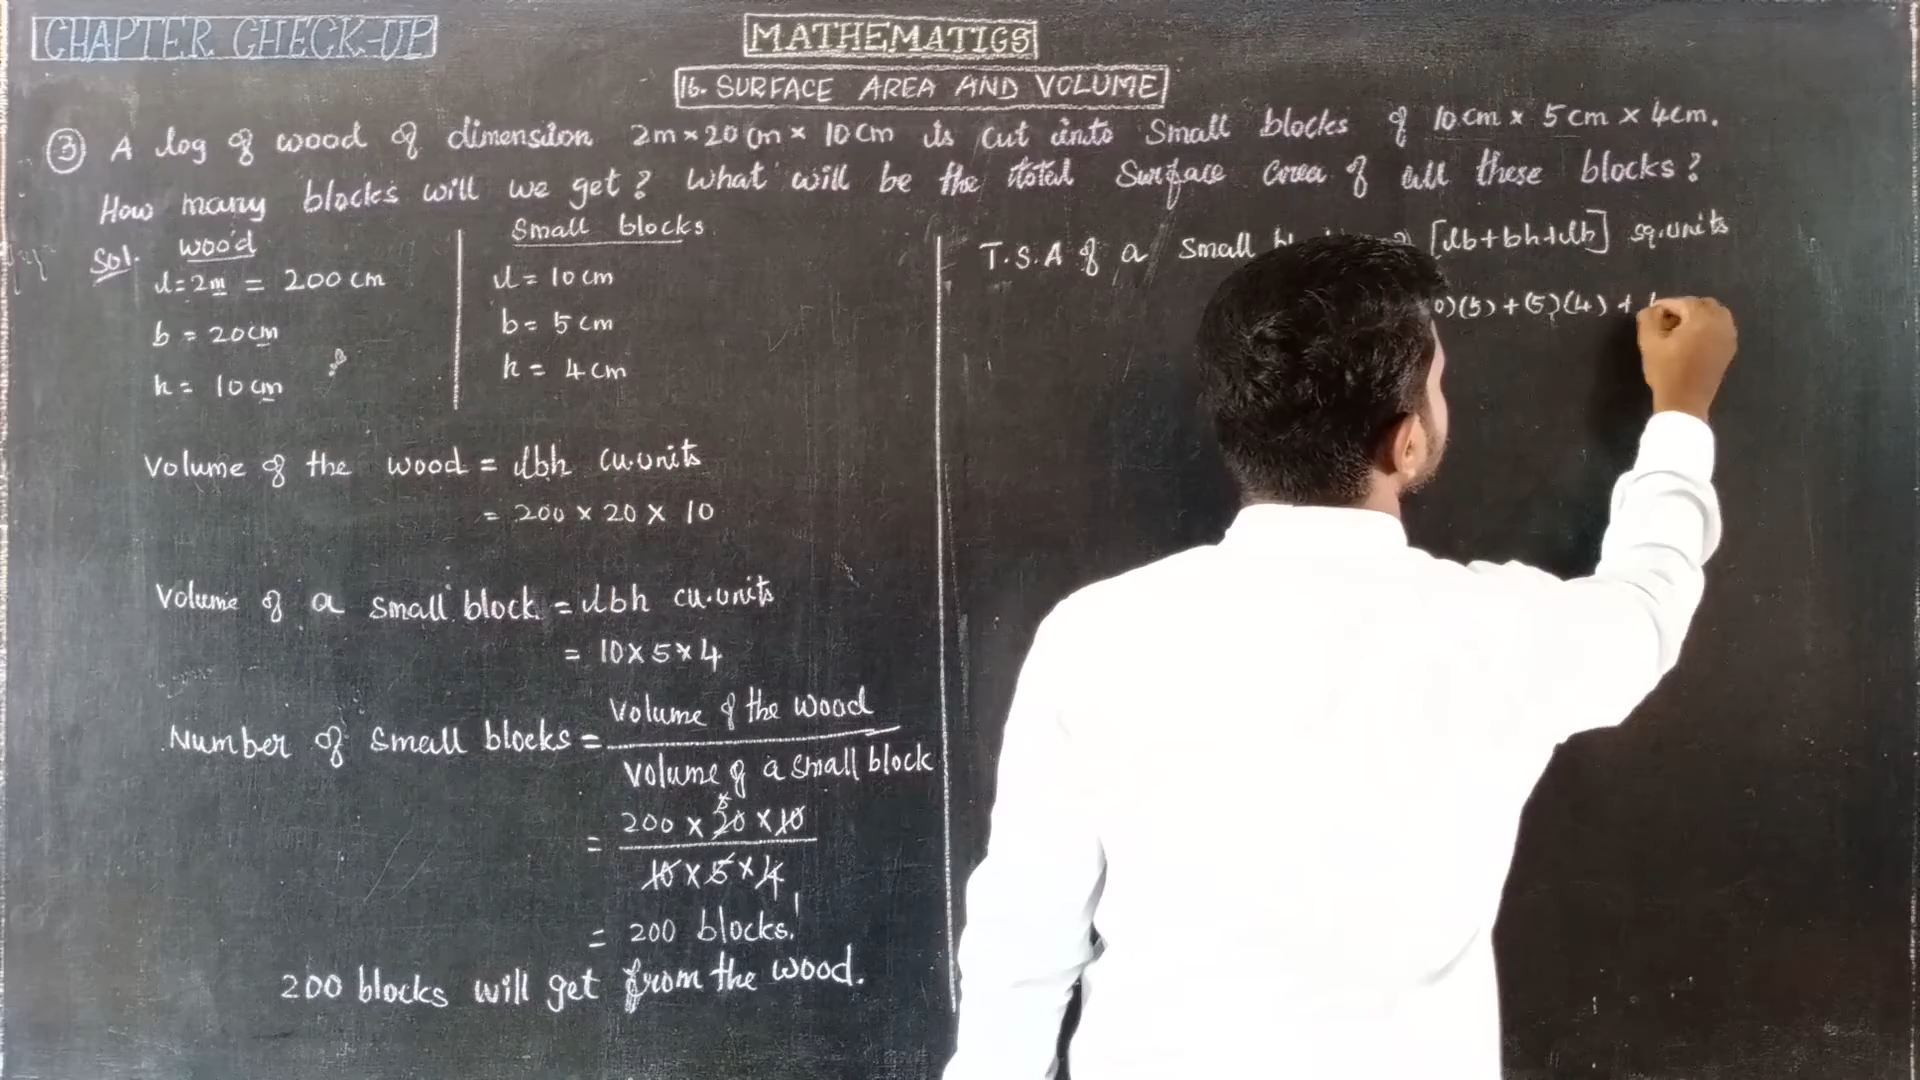 CHAPTER CHECK-UP
MATHEMATICS
16. SURFACE AREA AND VOLUME
③ A log of wood of dimension 2m × 20cm × 10cm is cut into small blocks of 10cm × 5cm × 4cm.
How many blocks will we get? What will be the total surface area of all these blocks?
Sol. wood
l = 2m = 200 cm
b = 20cm
h = 10cm
Small blocks
l = 10 cm
b = 5 cm
h = 4 cm
Volume of the wood = lbh cu.units
= 200 × 20 × 10
Volume of a small block = lbh cu.units
= 10 × 5 × 4
Number of small blocks = Volume of the wood
Volume of a small block
= 200 × 20 × 10
5
10 × 5 × 4
1
= 200 blocks
200 blocks will get from the wood.
T.S.A of a small [lb+bh+lh] sq.units
0)(5) + (5)(4) +